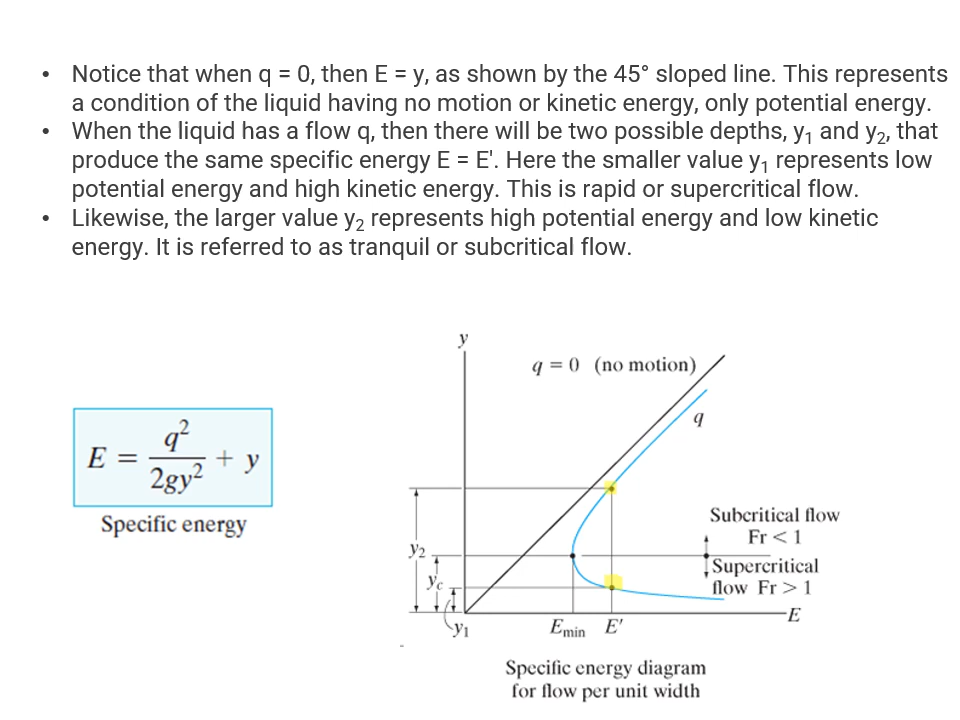 • Notice that when q = 0, then E = y, as shown by the 45° sloped line. This represents
a condition of the liquid having no motion or kinetic energy, only potential energy.
• When the liquid has a flow q, then there will be two possible depths, y₁ and y₂, that
produce the same specific energy E = E'. Here the smaller value y₁ represents low
potential energy and high kinetic energy. This is rapid or supercritical flow.
• Likewise, the larger value y₂ represents high potential energy and low kinetic
energy. It is referred to as tranquil or subcritical flow.
E = q² / 2gy² + y
Specific energy
y
q = 0 (no motion)
q
Subcritical flow
Fr < 1
Supercritical
flow Fr > 1
y₂
y_c
y₁
E_min E'
E
Specific energy diagram
for flow per unit width